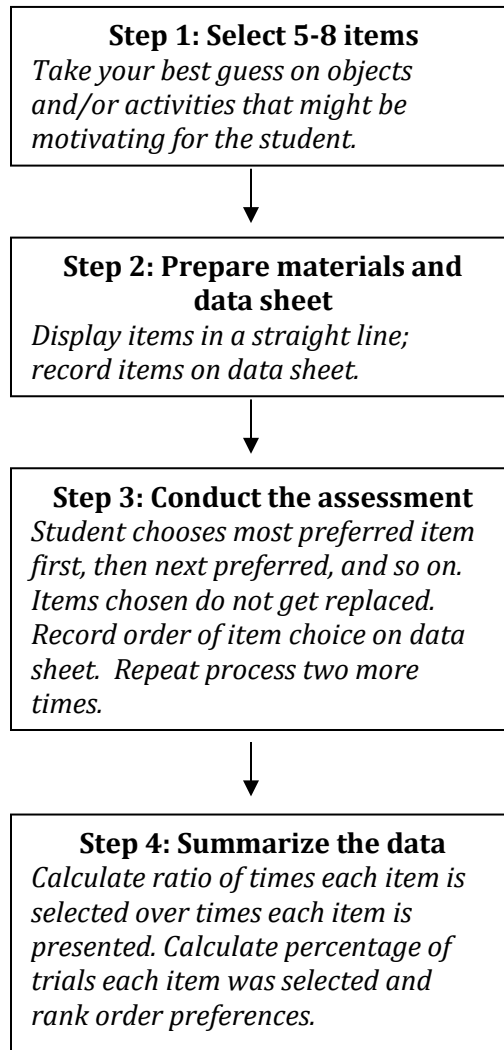 Step 1: Select 5-8 items
Take your best guess on objects
and/or activities that might be
motivating for the student.
Step 2: Prepare materials and
data sheet
Display items in a straight line;
record items on data sheet.
Step 3: Conduct the assessment
Student chooses most preferred item
first, then next preferred, and so on.
Items chosen do not get replaced.
Record order of item choice on data
sheet.  Repeat process two more
times.
Step 4: Summarize the data
Calculate ratio of times each item is
selected over times each item is
presented. Calculate percentage of
trials each item was selected and
rank order preferences.